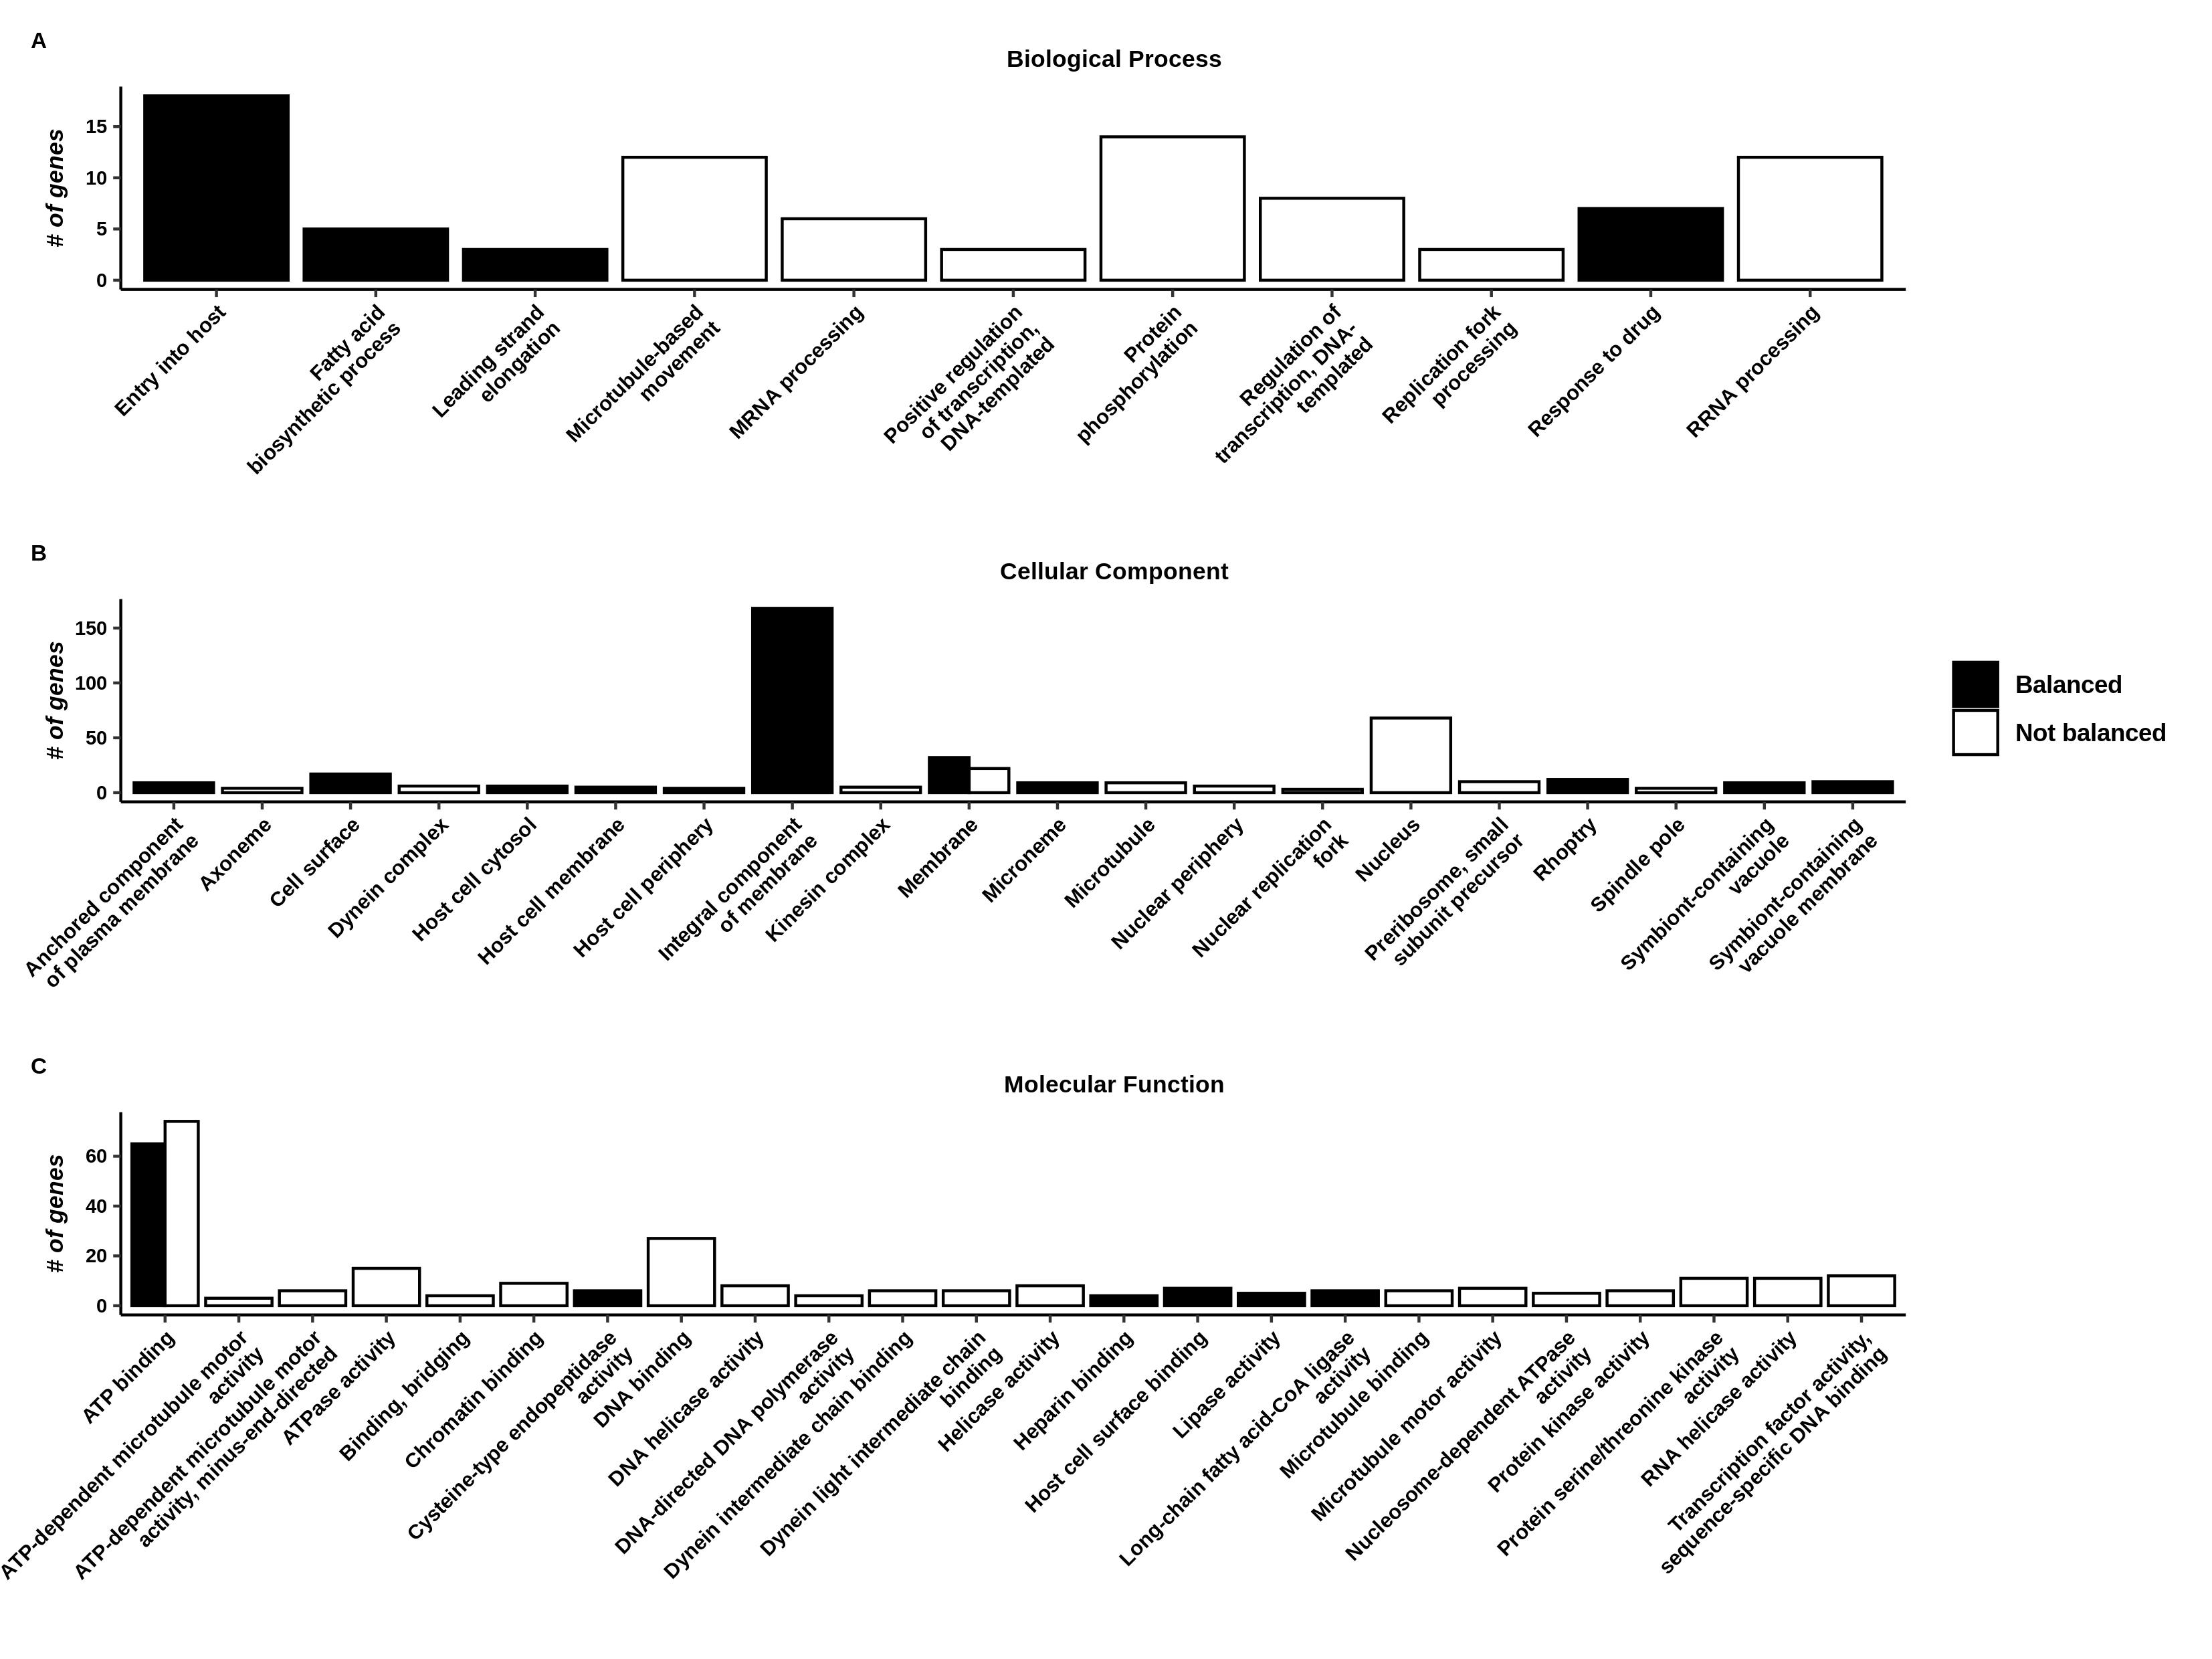 A
Biological Process
# of genes
15
10
5
0
Entry into host
Fatty acid
biosynthetic process
Leading strand
elongation
Microtubule-based
movement
MRNA processing
Positive regulation
of transcription,
DNA-templated
Protein
phosphorylation
Regulation of
transcription, DNA-
templated
Replication fork
processing
Response to drug
RRNA processing
B
Cellular Component
# of genes
150
100
50
0
Anchored component
of plasma membrane
Axoneme
Cell surface
Dynein complex
Host cell cytosol
Host cell membrane
Host cell periphery
Integral component
of membrane
Kinesin complex
Membrane
Microneme
Microtubule
Nuclear periphery
Nuclear replication
fork
Nucleus
Preribosome, small
subunit precursor
Rhoptry
Spindle pole
Symbiont-containing
vacuole
Symbiont-containing
vacuole membrane
Balanced
Not balanced
C
Molecular Function
# of genes
60
40
20
0
ATP binding
ATP-dependent microtubule motor
activity
ATP-dependent microtubule motor
activity, minus-end-directed
ATPase activity
Binding, bridging
Chromatin binding
Cysteine-type endopeptidase
activity
DNA binding
DNA helicase activity
DNA-directed DNA polymerase
activity
Dynein intermediate chain binding
Dynein light intermediate chain
binding
Helicase activity
Heparin binding
Host cell surface binding
Lipase activity
Long-chain fatty acid-CoA ligase
activity
Microtubule binding
Microtubule motor activity
Nucleosome-dependent ATPase
activity
Protein kinase activity
Protein serine/threonine kinase
activity
RNA helicase activity
Transcription factor activity,
sequence-specific DNA binding